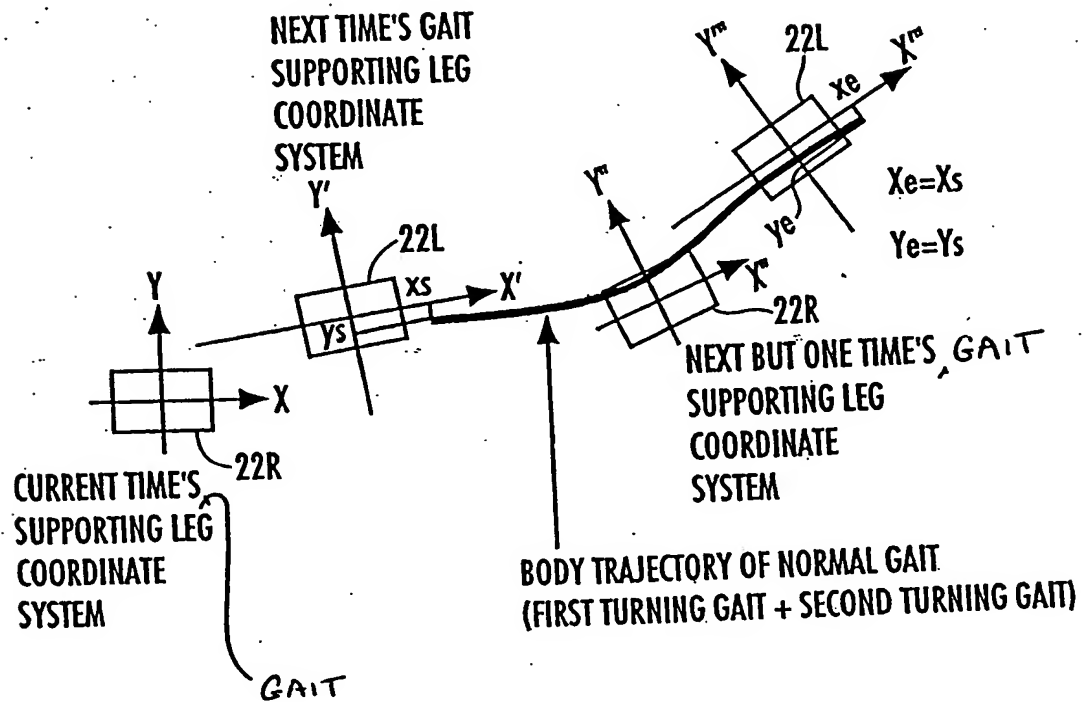 NEXT TIME'S GAIT
SUPPORTING LEG
COORDINATE
SYSTEM
Y'
22L
xs
X'
ys
Y
X
22R
CURRENT TIME'S
SUPPORTING LEG
COORDINATE
SYSTEM
GAIT
Y'''
22L
X'''
xe
ye
Xe=Xs
Ye=Ys
Y''
X''
22R
NEXT BUT ONE TIME'S GAIT
SUPPORTING LEG
COORDINATE
SYSTEM
BODY TRAJECTORY OF NORMAL GAIT
(FIRST TURNING GAIT + SECOND TURNING GAIT)